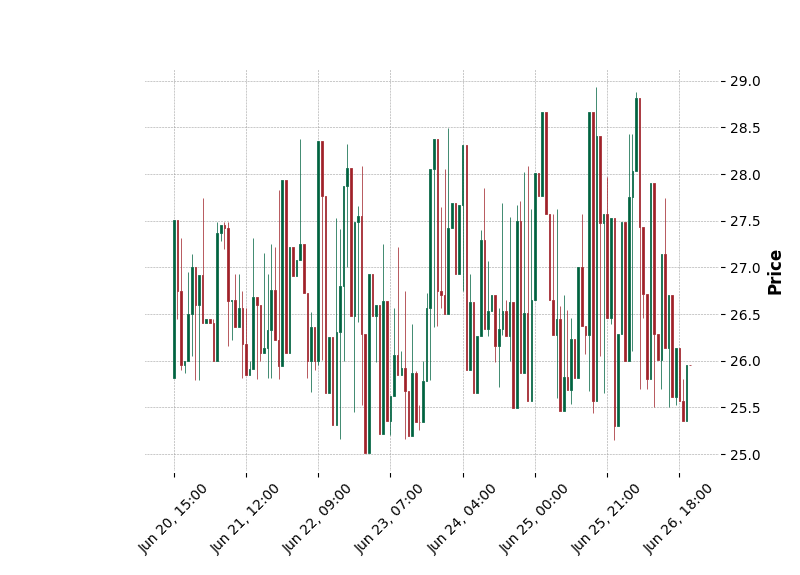 29.0
28.5
28.0
27.5
27.0
26.5
26.0
25.5
25.0
Price
Jun 20, 15:00
Jun 21, 12:00
Jun 22, 09:00
Jun 23, 07:00
Jun 24, 04:00
Jun 25, 00:00
Jun 25, 21:00
Jun 26, 18:00